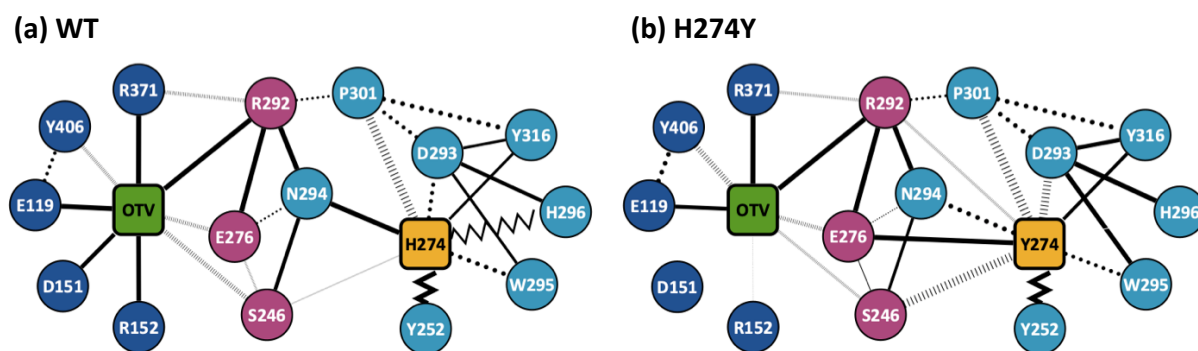 (a) WT
R371
R292
P301
Y406
Y316
D293
N294
E119
OTV
H296
E276
H274
D151
W295
R152
S246
Y252
(b) H274Y
R371
R292
P301
Y406
Y316
D293
N294
E119
OTV
H296
E276
Y274
D151
W295
R152
S246
Y252